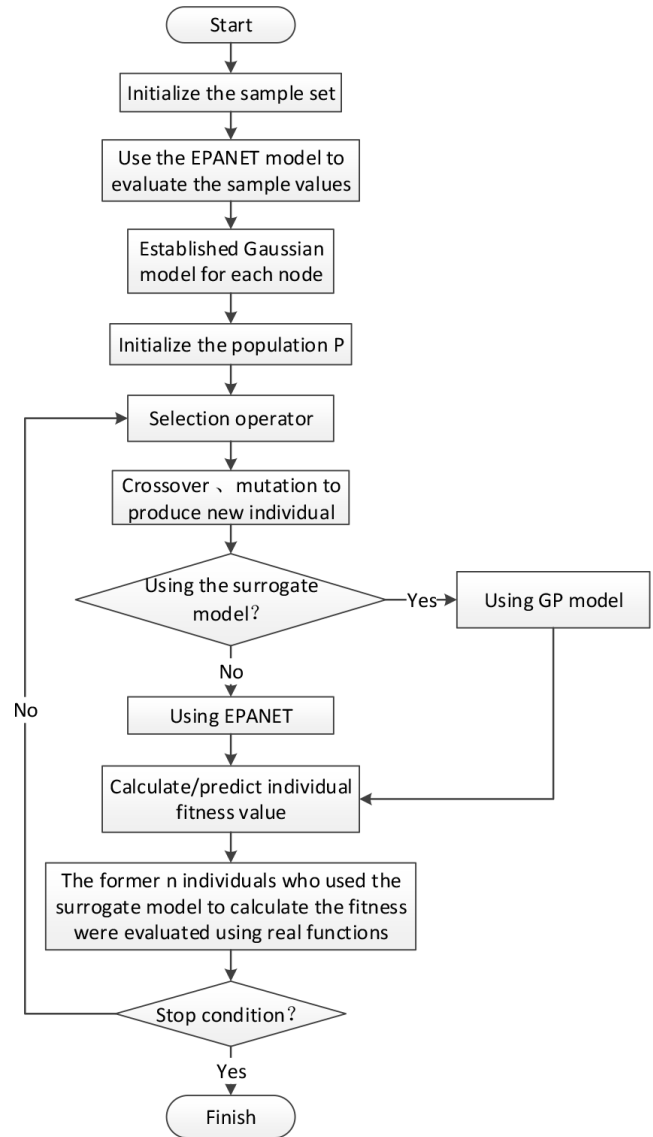 Start
Initialize the sample set
Use the EPANET model to
evaluate the sample values
Established Gaussian
model for each node
Initialize the population P
Selection operator
Crossover 、mutation to
produce new individual
Using the surrogate
model？
Yes
Using GP model
No
Using EPANET
No
Calculate/predict individual
fitness value
The former n individuals who used the
surrogate model to calculate the fitness
were evaluated using real functions
Stop condition？
Yes
Finish